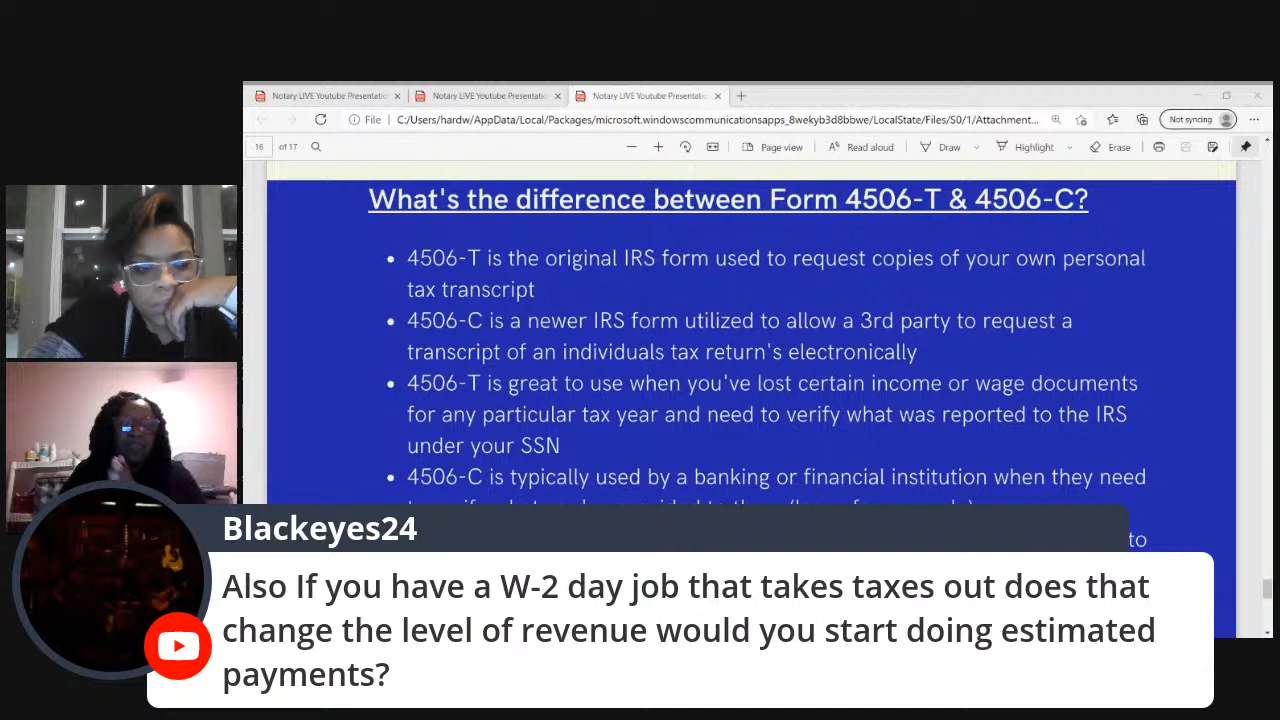 Notary LIVE Youtube Presentatio
Notary LIVE Youtube Presentatio
Notary LIVE Youtube Presentatio
File C:/Users/hardw/AppData/Local/Packages/microsoft.windowscommunicationsapps_8wekyb3d8bbwe/LocalState/Files/S0/1/Attachment... Not syncing
16 of 17 Page view Read aloud Draw Highlight Erase
What's the difference between Form 4506-T & 4506-C?
• 4506-T is the original IRS form used to request copies of your own personal
tax transcript
• 4506-C is a newer IRS form utilized to allow a 3rd party to request a
transcript of an individuals tax return's electronically
• 4506-T is great to use when you've lost certain income or wage documents
for any particular tax year and need to verify what was reported to the IRS
under your SSN
• 4506-C is typically used by a banking or financial institution when they need
to
Blackeyes24
Also If you have a W-2 day job that takes taxes out does that
change the level of revenue would you start doing estimated
payments?